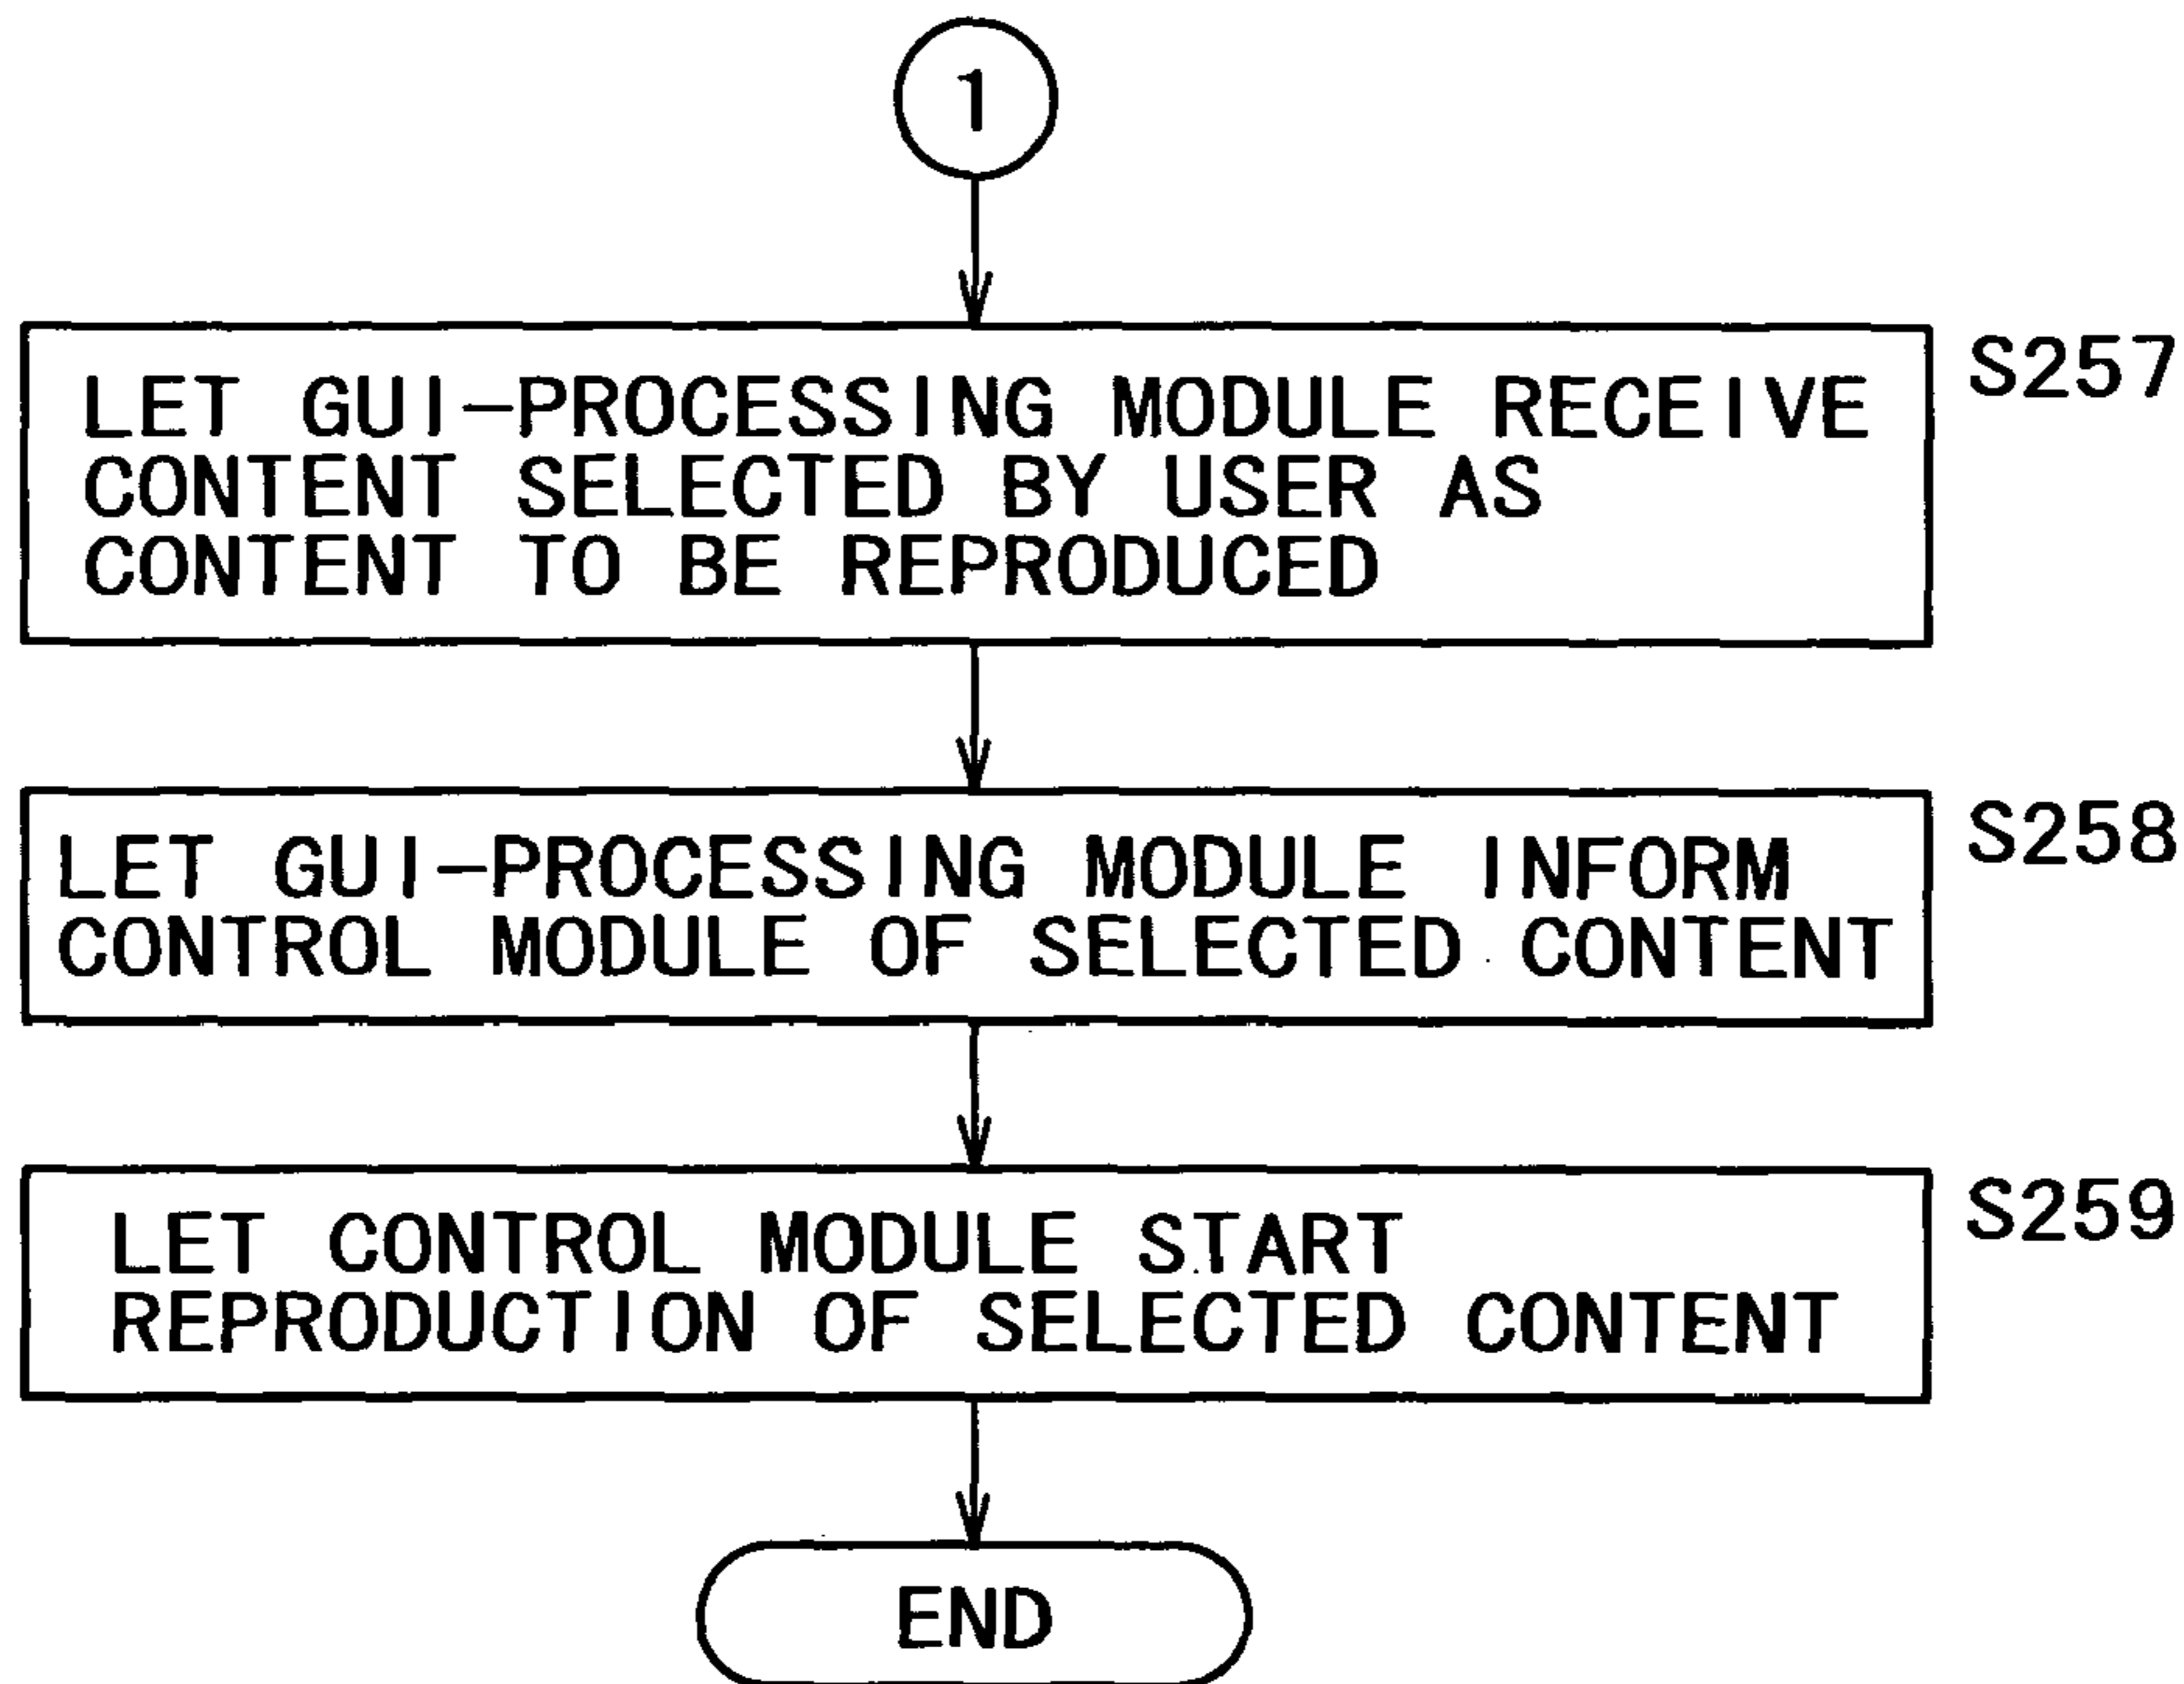 1
LET GUI-PROCESSING MODULE RECEIVE
CONTENT SELECTED BY USER AS
CONTENT TO BE REPRODUCED
S257
LET GUI-PROCESSING MODULE INFORM
CONTROL MODULE OF SELECTED CONTENT
S258
LET CONTROL MODULE START
REPRODUCTION OF SELECTED CONTENT
S259
END